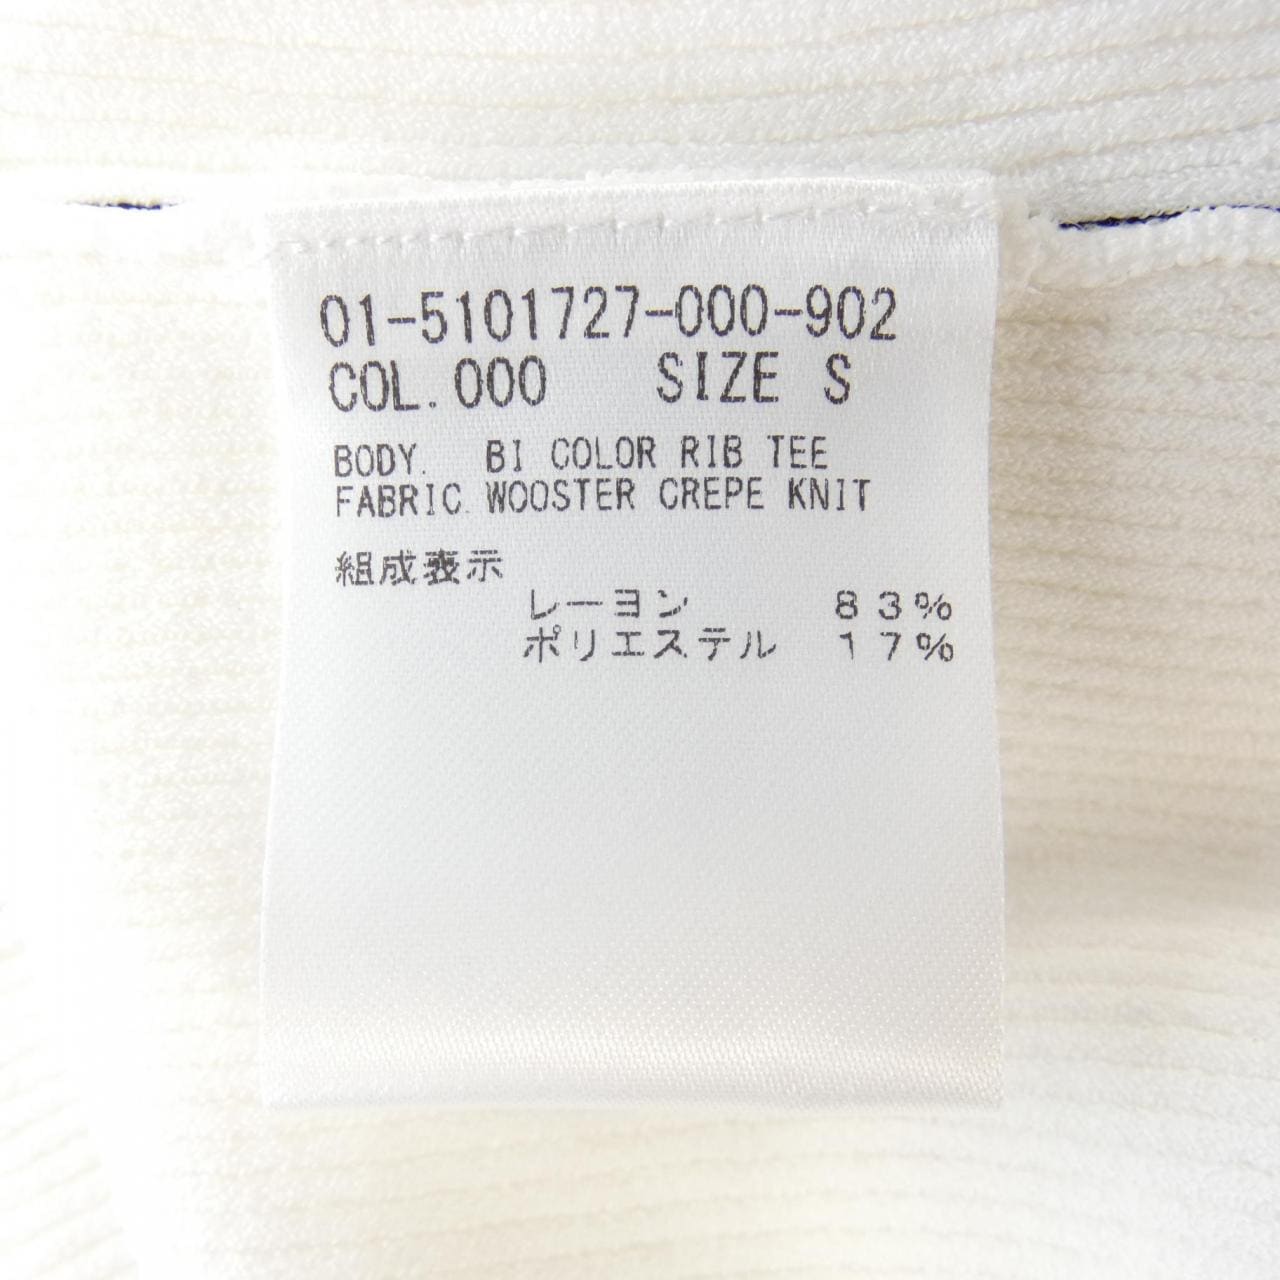 01-5101727-000-902
COL.000 SIZE S
BODY. BI COLOR RIB TEE
FABRIC.WOOSTER CREPE KNIT
組成表示
レーヨン 83%
ポリエステル 17%